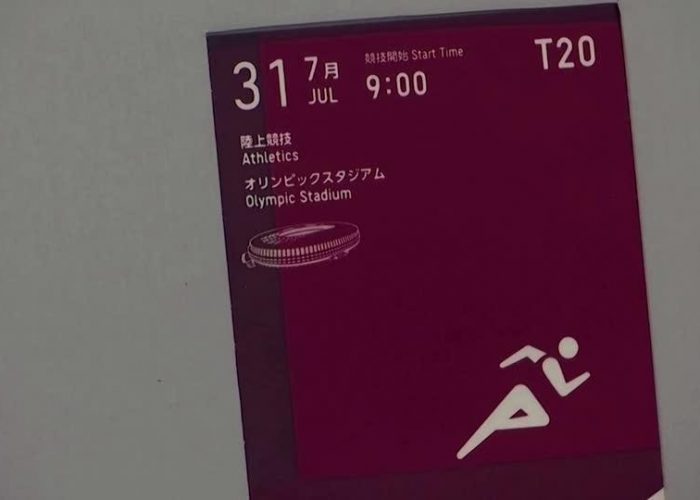 31 7月 JUL
競技開始 Start Time
9:00
T20
陸上競技
Athletics
オリンピックスタジアム
Olympic Stadium